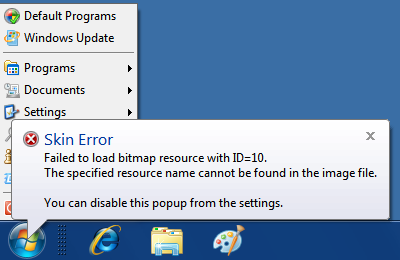 Default Programs
Windows Update
Programs
Documents
Settings
Skin Error
Failed to load bitmap resource with ID=10.
The specified resource name cannot be found in the image file.
You can disable this popup from the settings.